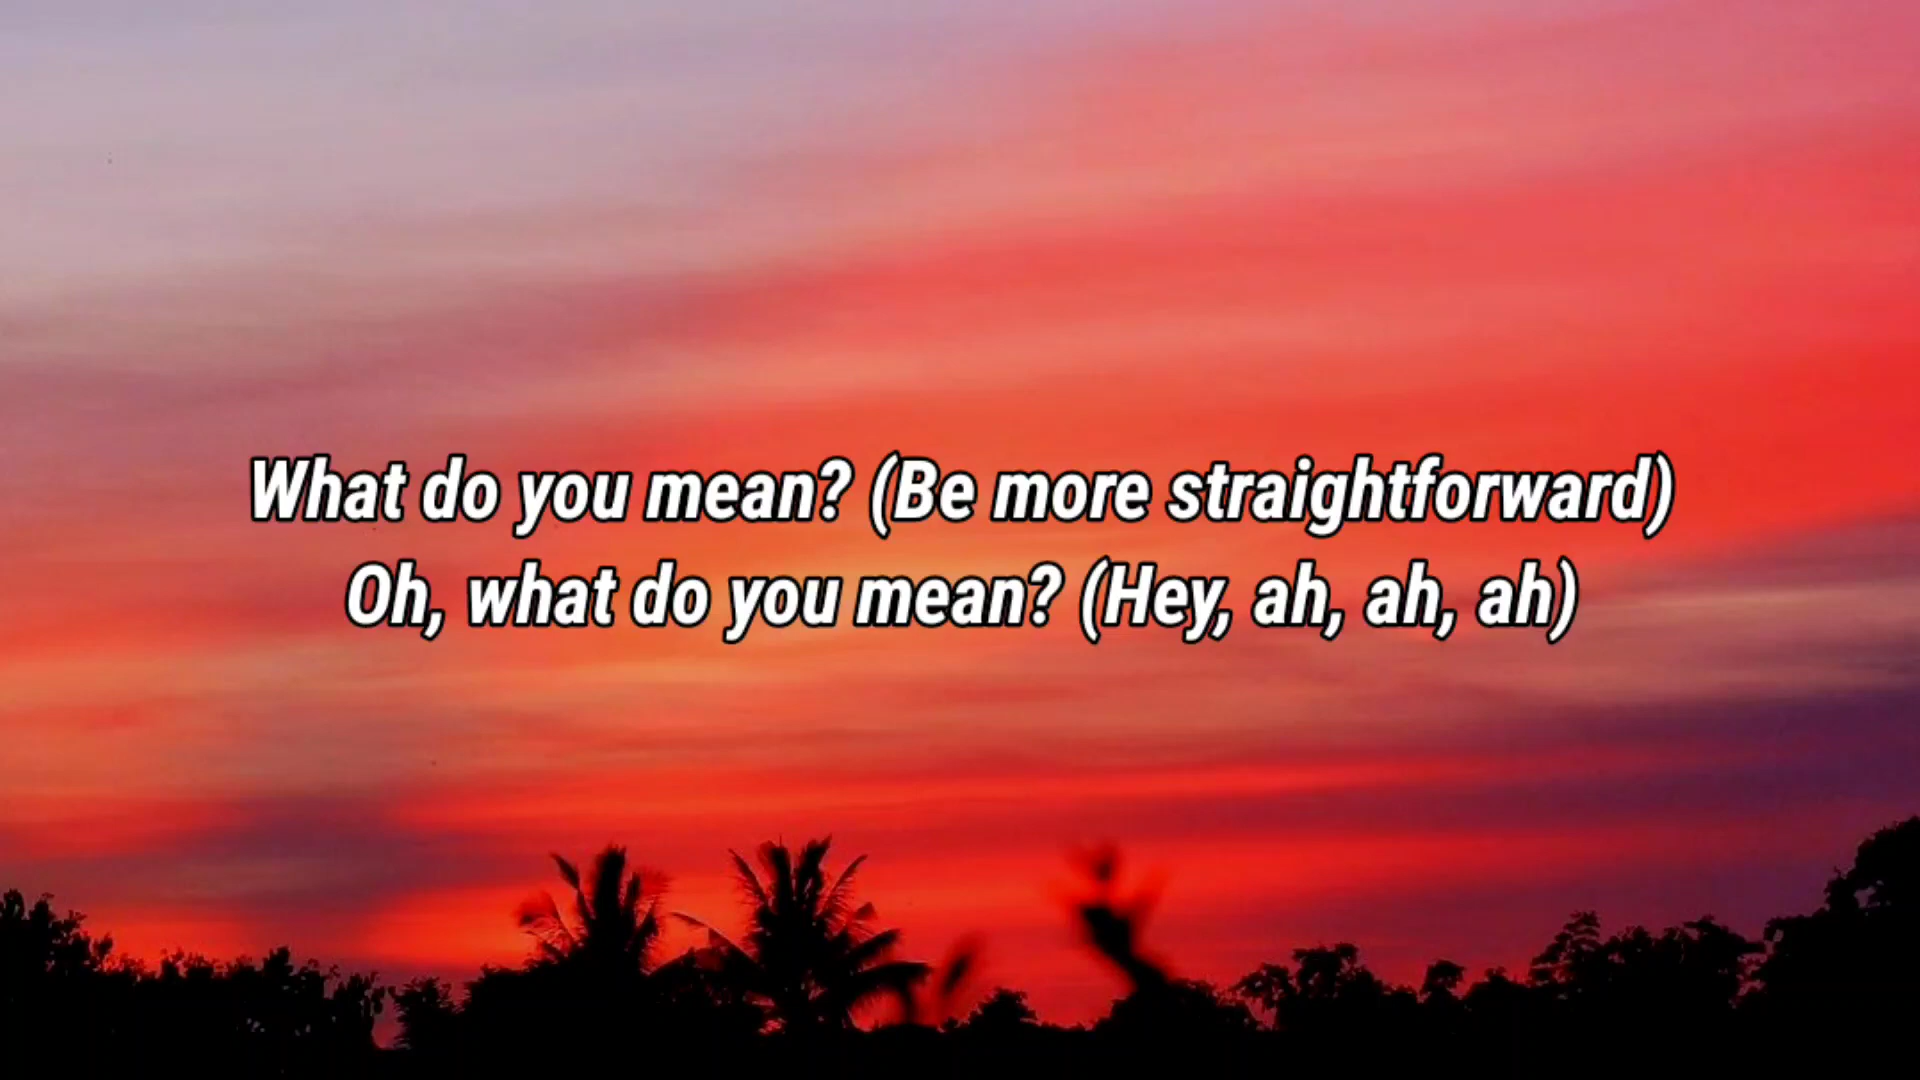 What do you mean? (Be more straightforward)
Oh, what do you mean? (Hey, ah, ah, ah)